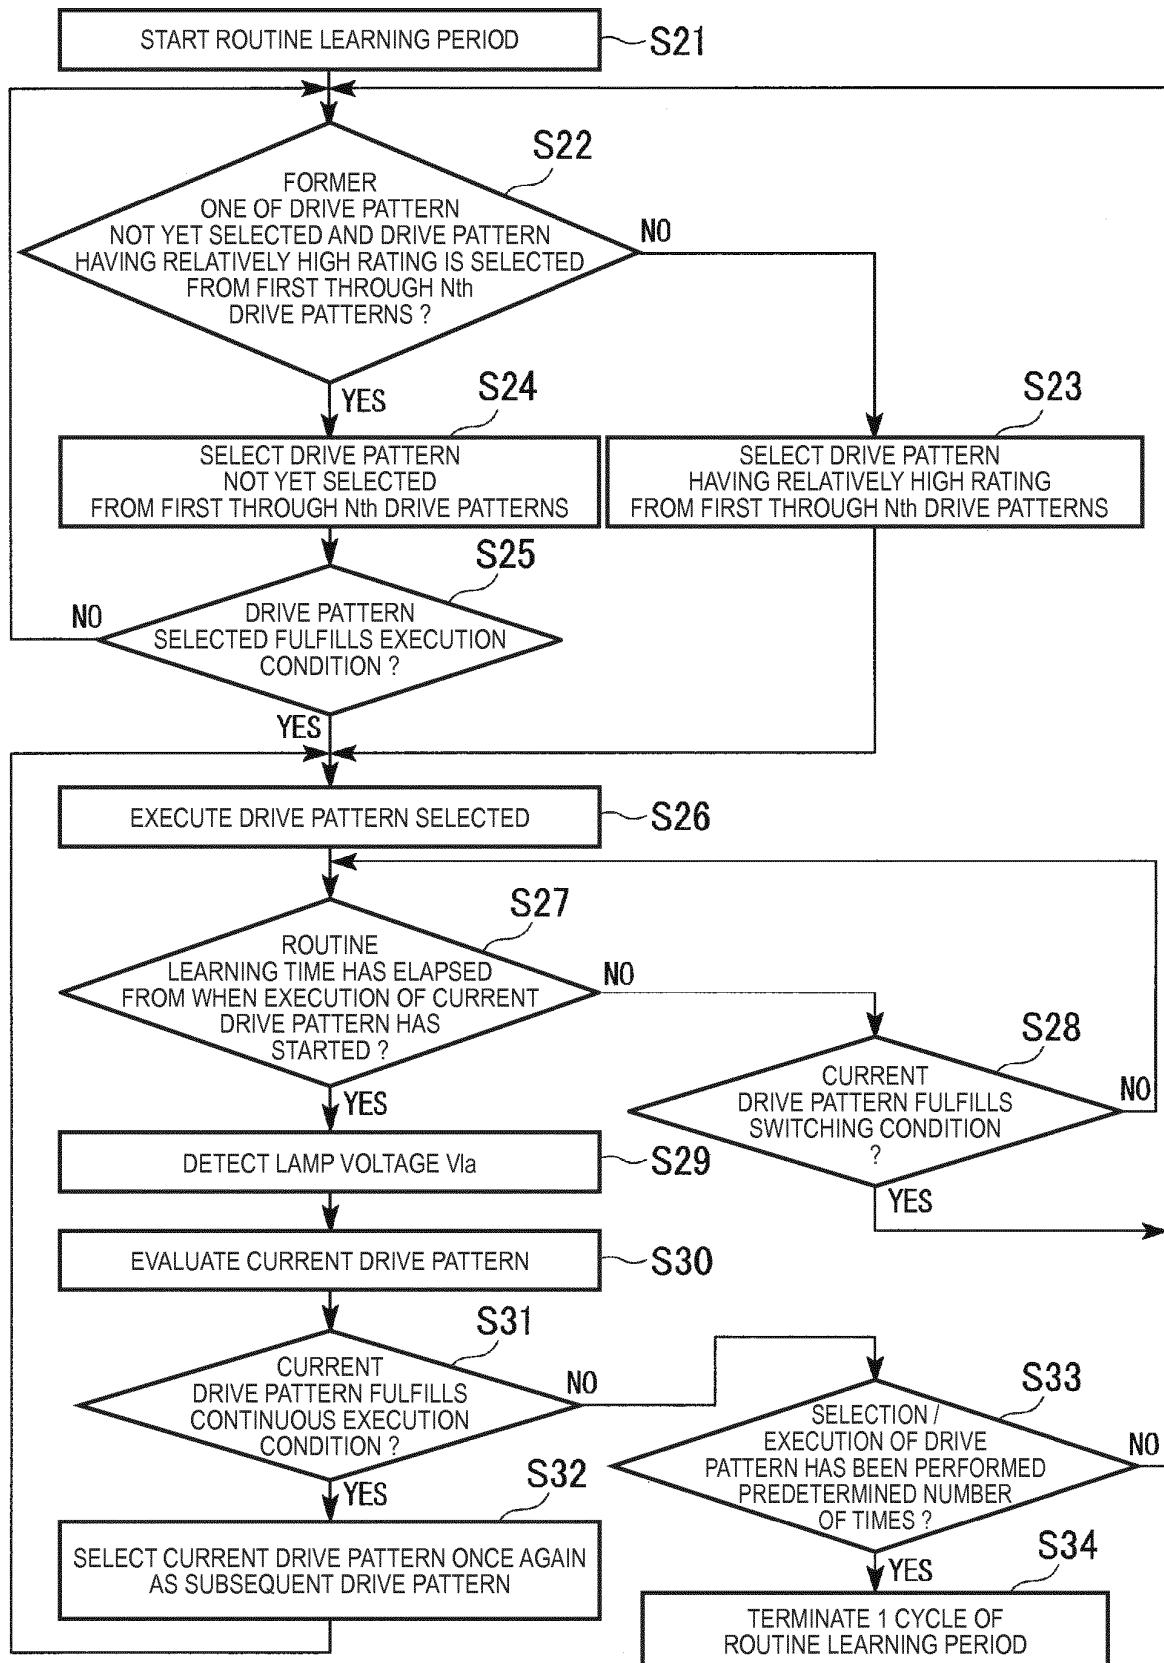 START ROUTINE LEARNING PERIOD
S21
S22
FORMER
ONE OF DRIVE PATTERN
NOT YET SELECTED AND DRIVE PATTERN
HAVING RELATIVELY HIGH RATING IS SELECTED
FROM FIRST THROUGH Nth
DRIVE PATTERNS ?
NO
YES
S24
SELECT DRIVE PATTERN
NOT YET SELECTED
FROM FIRST THROUGH Nth DRIVE PATTERNS
S23
SELECT DRIVE PATTERN
HAVING RELATIVELY HIGH RATING
FROM FIRST THROUGH Nth DRIVE PATTERNS
S25
NO
DRIVE PATTERN
SELECTED FULFILLS EXECUTION
CONDITION ?
YES
EXECUTE DRIVE PATTERN SELECTED
S26
S27
ROUTINE
LEARNING TIME HAS ELAPSED
FROM WHEN EXECUTION OF CURRENT
DRIVE PATTERN HAS
STARTED ?
NO
YES
S28
CURRENT
DRIVE PATTERN FULFILLS
SWITCHING CONDITION
?
NO
YES
DETECT LAMP VOLTAGE Vla
S29
EVALUATE CURRENT DRIVE PATTERN
S30
S31
CURRENT
DRIVE PATTERN FULFILLS
CONTINUOUS EXECUTION
CONDITION ?
NO
YES
S32
SELECT CURRENT DRIVE PATTERN ONCE AGAIN
AS SUBSEQUENT DRIVE PATTERN
S33
SELECTION /
EXECUTION OF DRIVE
PATTERN HAS BEEN PERFORMED
PREDETERMINED NUMBER
OF TIMES ?
NO
YES
S34
TERMINATE 1 CYCLE OF
ROUTINE LEARNING PERIOD